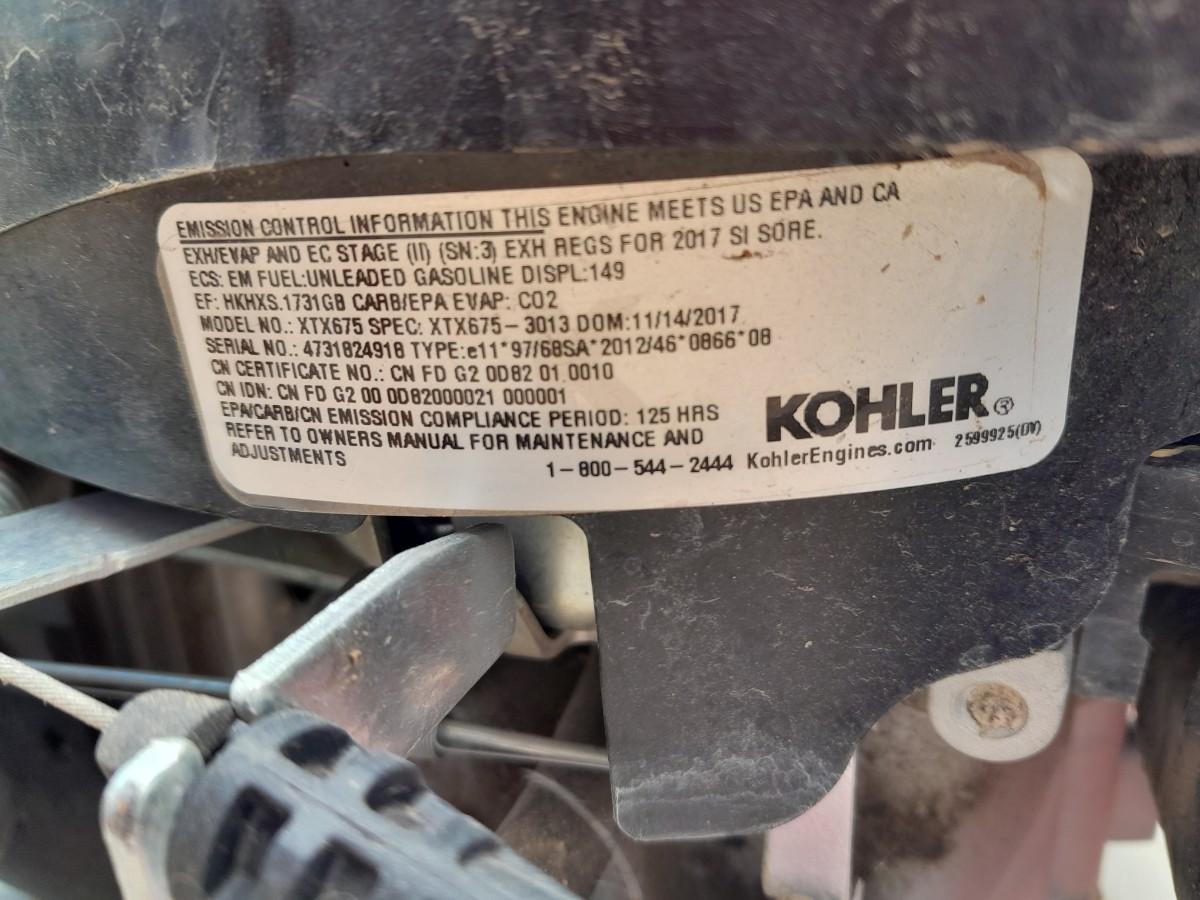 EMISSION CONTROL INFORMATION THIS ENGINE MEETS US EPA AND CA
EXH/EVAP AND EC STAGE (II) (SN:3) EXH REGS FOR 2017 SI SORE.
ECS: EM FUEL:UNLEADED GASOLINE DISPL:149
EF: HKHXS.1731GB CARB/EPA EVAP: CO2
MODEL NO.: XTX675 SPEC: XTX675-3013 DOM:11/14/2017
SERIAL NO.: 4731824918 TYPE:e11*97/68SA*2012/46*0866*08
CN CERTIFICATE NO.: CN FD G2 0D82 01 0010
CN IDN: CN FD G2 00 0D82000021 000001
EPA/CARB/CN EMISSION COMPLIANCE PERIOD: 125 HRS
REFER TO OWNERS MANUAL FOR MAINTENANCE AND
ADJUSTMENTS
KOHLER®
1-800-544-2444 KohlerEngines.com 2599925(DV)